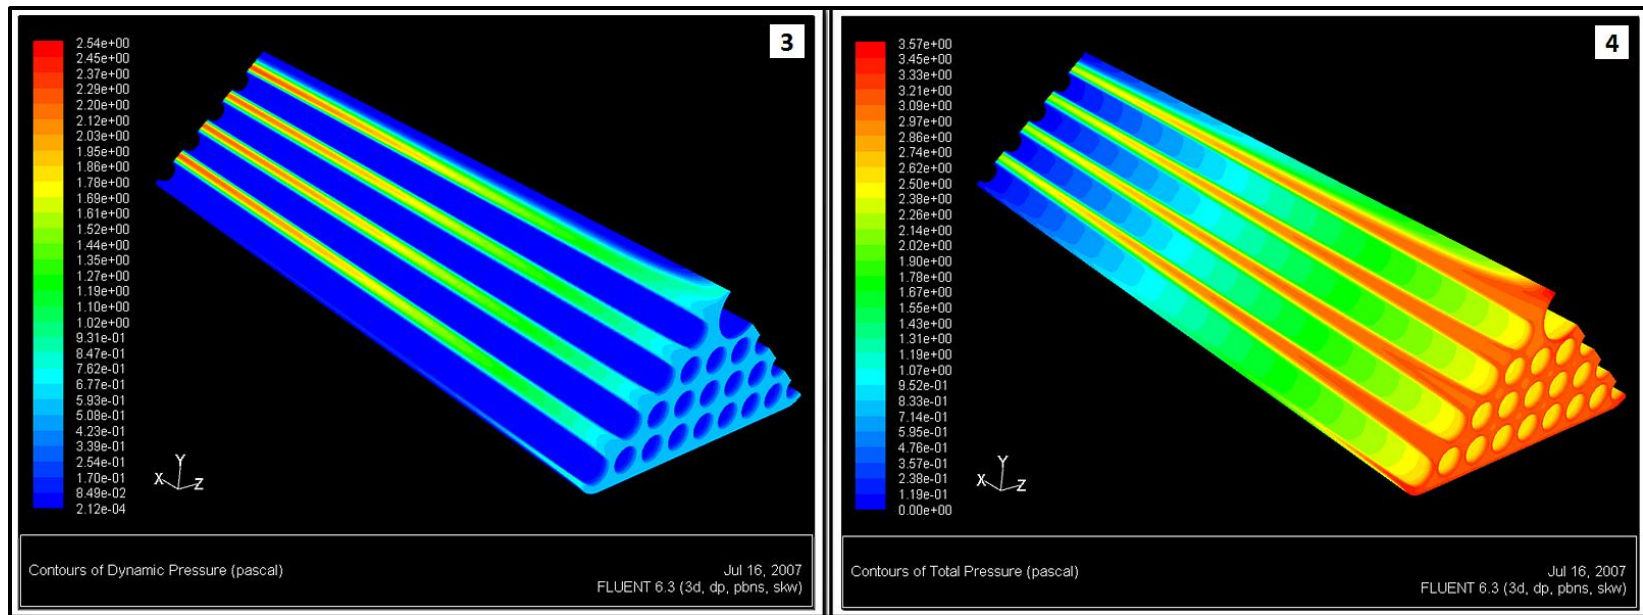 3
2.54e+00
2.45e+00
2.37e+00
2.29e+00
2.20e+00
2.12e+00
2.03e+00
1.95e+00
1.86e+00
1.78e+00
1.69e+00
1.61e+00
1.52e+00
1.44e+00
1.35e+00
1.27e+00
1.19e+00
1.10e+00
1.02e+00
9.31e-01
8.47e-01
7.62e-01
6.77e-01
5.93e-01
5.08e-01
4.23e-01
3.39e-01
2.54e-01
1.70e-01
8.49e-02
2.12e-04
Y
X
Z
Contours of Dynamic Pressure (pascal)
Jul 16, 2007
FLUENT 6.3 (3d, dp, pbns, skw)
4
3.57e+00
3.45e+00
3.33e+00
3.21e+00
3.09e+00
2.97e+00
2.86e+00
2.74e+00
2.62e+00
2.50e+00
2.38e+00
2.26e+00
2.14e+00
2.02e+00
1.90e+00
1.78e+00
1.67e+00
1.55e+00
1.43e+00
1.31e+00
1.19e+00
1.07e+00
9.52e-01
8.33e-01
7.14e-01
5.95e-01
4.76e-01
3.57e-01
2.38e-01
1.19e-01
0.00e+00
Y
X
Z
Contours of Total Pressure (pascal)
Jul 16, 2007
FLUENT 6.3 (3d, dp, pbns, skw)